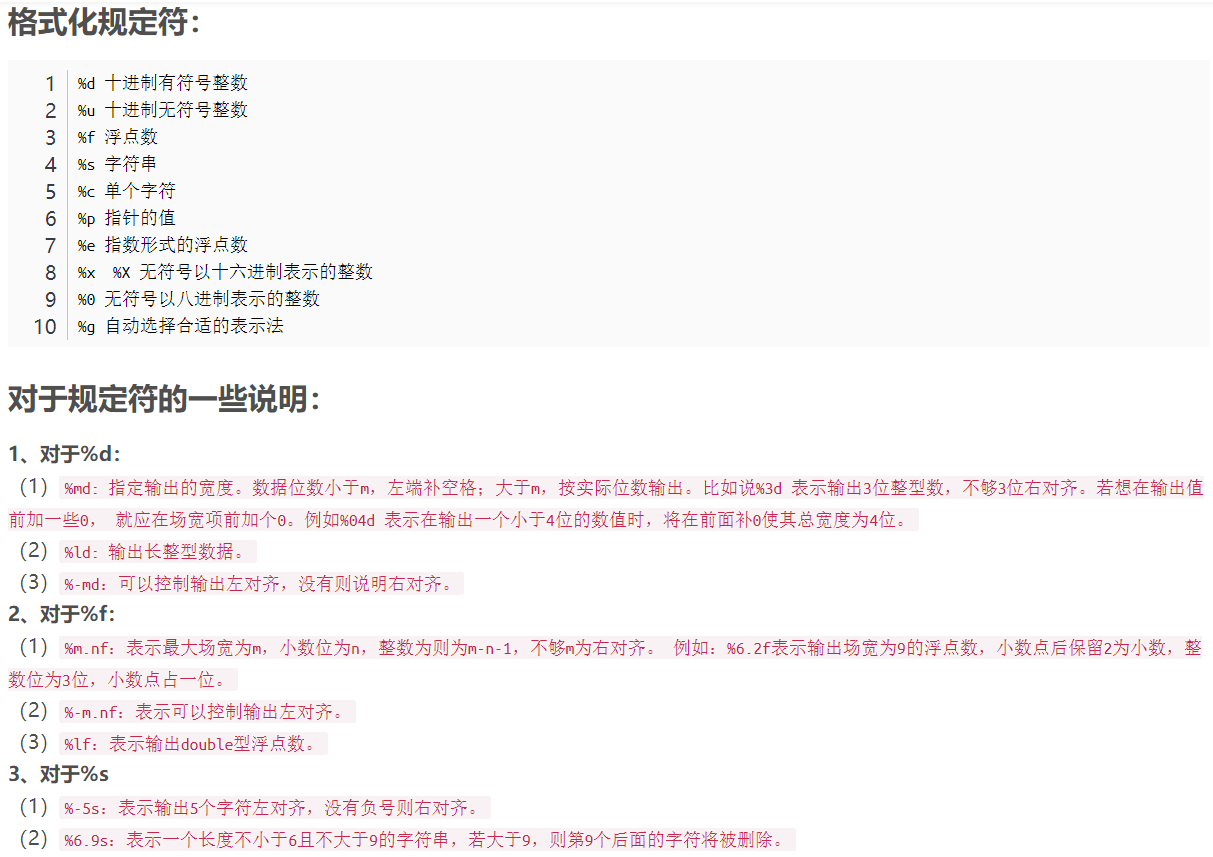 格式化规定符：
1 %d 十进制有符号整数
2 %u 十进制无符号整数
3 %f 浮点数
4 %s 字符串
5 %c 单个字符
6 %p 指针的值
7 %e 指数形式的浮点数
8 %x  %X 无符号以十六进制表示的整数
9 %0 无符号以八进制表示的整数
10 %g 自动选择合适的表示法
对于规定符的一些说明：
1、对于%d：
（1） %md：指定输出的宽度。数据位数小于m，左端补空格；大于m，按实际位数输出。比如说%3d 表示输出3位整型数，不够3位右对齐。若想在输出值
前加一些0， 就应在场宽项前加个0。例如%04d 表示在输出一个小于4位的数值时，将在前面补0使其总宽度为4位。
（2） %ld：输出长整型数据。
（3） %-md：可以控制输出左对齐，没有则说明右对齐。
2、对于%f：
（1） %m.nf：表示最大场宽为m，小数位为n，整数为则为m-n-1，不够m为右对齐。 例如：%6.2f表示输出场宽为9的浮点数，小数点后保留2为小数，整
数位为3位，小数点占一位。
（2） %-m.nf：表示可以控制输出左对齐。
（3） %lf：表示输出double型浮点数。
3、对于%s
（1） %-5s：表示输出5个字符左对齐，没有负号则右对齐。
（2） %6.9s：表示一个长度不小于6且不大于9的字符串，若大于9，则第9个后面的字符将被删除。